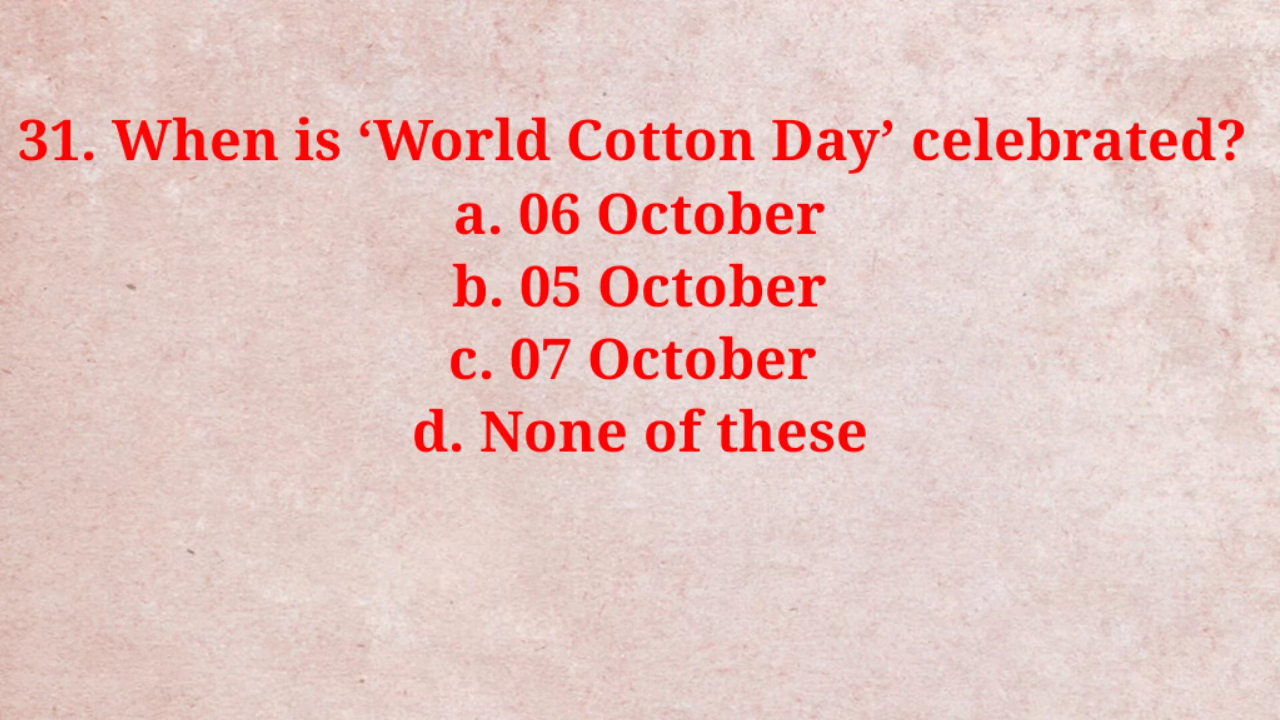 31. When is ‘World Cotton Day’ celebrated?
a. 06 October
b. 05 October
c. 07 October
d. None of these